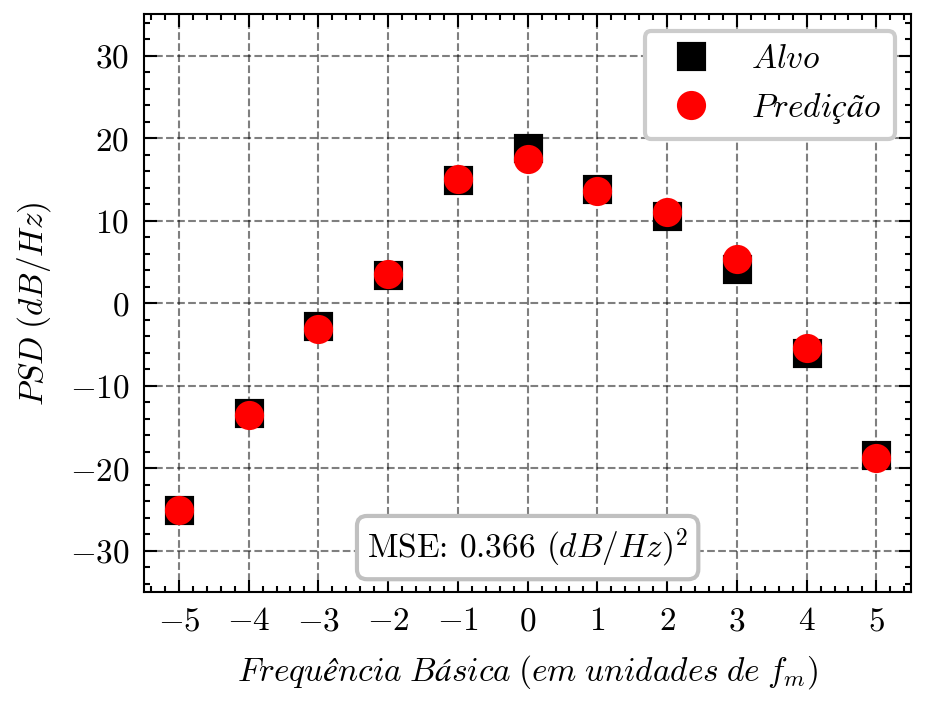 30
20
10
0
−10
−20
−30
PSD (dB/Hz)
Alvo
Predição
MSE: 0.366 (dB/Hz)²
−5 −4 −3 −2 −1 0 1 2 3 4 5
Frequência Básica (em unidades de fₘ)